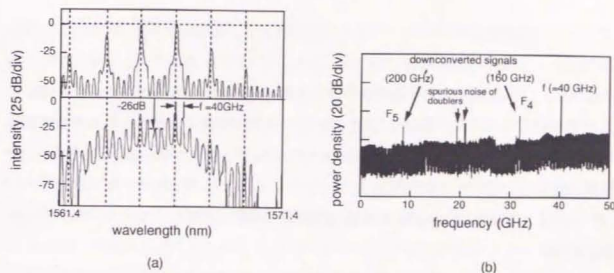 (a)
0
-25
-50
0
-25
-50
-75
intensity (25 dB/div)
-26dB
f =40GHz
1561.4
1571.4
wavelength (nm)
(a)
(b)
power density (20 dB/div)
downconverted signals
(200 GHz)
(160 GHz)
spurious noise of
doublers
f (=40 GHz)
F5
F4
0
10
20
30
40
50
frequency (GHz)
(b)